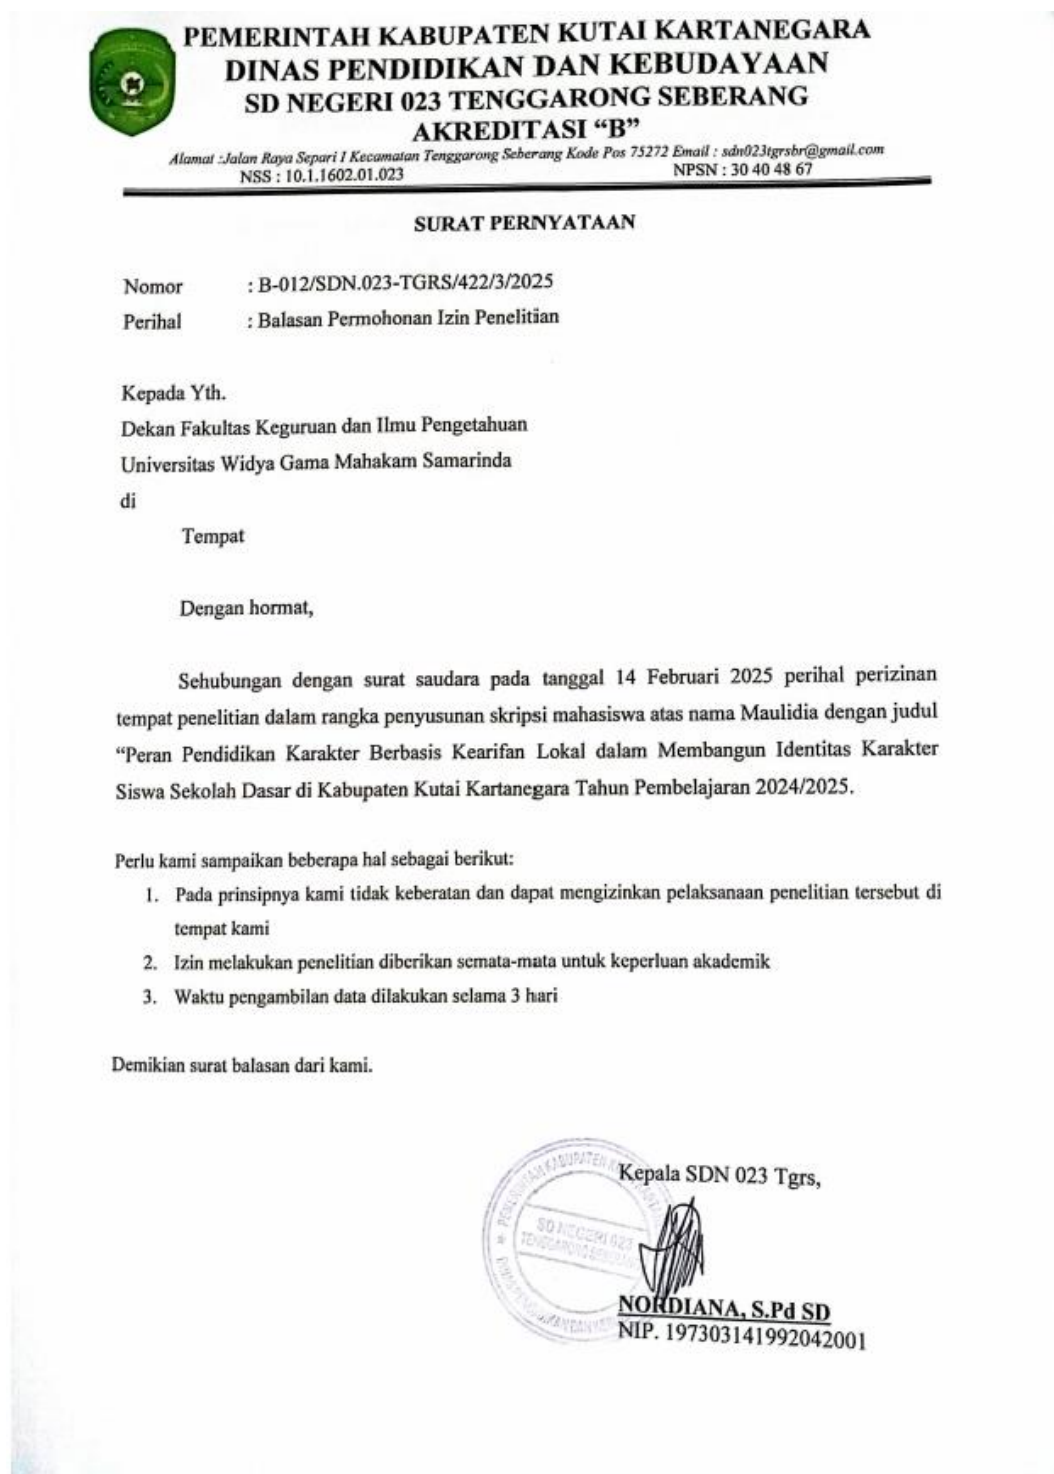 PEMERINTAH KABUPATEN KUTAI KARTANEGARA
DINAS PENDIDIKAN DAN KEBUDAYAAN
SD NEGERI 023 TENGGARONG SEBERANG
AKREDITASI “B”
Alamat :Jalan Raya Separi I Kecamatan Tenggarong Seberang Kode Pos 75272 Email : sdn023tgrsbr@gmail.com
NSS : 10.1.1602.01.023 NPSN : 30 40 48 67
SURAT PERNYATAAN
Nomor : B-012/SDN.023-TGRS/422/3/2025
Perihal : Balasan Permohonan Izin Penelitian
Kepada Yth.
Dekan Fakultas Keguruan dan Ilmu Pengetahuan
Universitas Widya Gama Mahakam Samarinda
di
Tempat
Dengan hormat,
Sehubungan dengan surat saudara pada tanggal 14 Februari 2025 perihal perizinan
tempat penelitian dalam rangka penyusunan skripsi mahasiswa atas nama Maulidia dengan judul
“Peran Pendidikan Karakter Berbasis Kearifan Lokal dalam Membangun Identitas Karakter
Siswa Sekolah Dasar di Kabupaten Kutai Kartanegara Tahun Pembelajaran 2024/2025.
Perlu kami sampaikan beberapa hal sebagai berikut:
1. Pada prinsipnya kami tidak keberatan dan dapat mengizinkan pelaksanaan penelitian tersebut di
tempat kami
2. Izin melakukan penelitian diberikan semata-mata untuk keperluan akademik
3. Waktu pengambilan data dilakukan selama 3 hari
Demikian surat balasan dari kami.
Kepala SDN 023 Tgrs,
PEMERINTAH KABUPATEN
SD NEGERI 023
TENGGARONG
NORDIANA, S.Pd SD
NIP. 197303141992042001